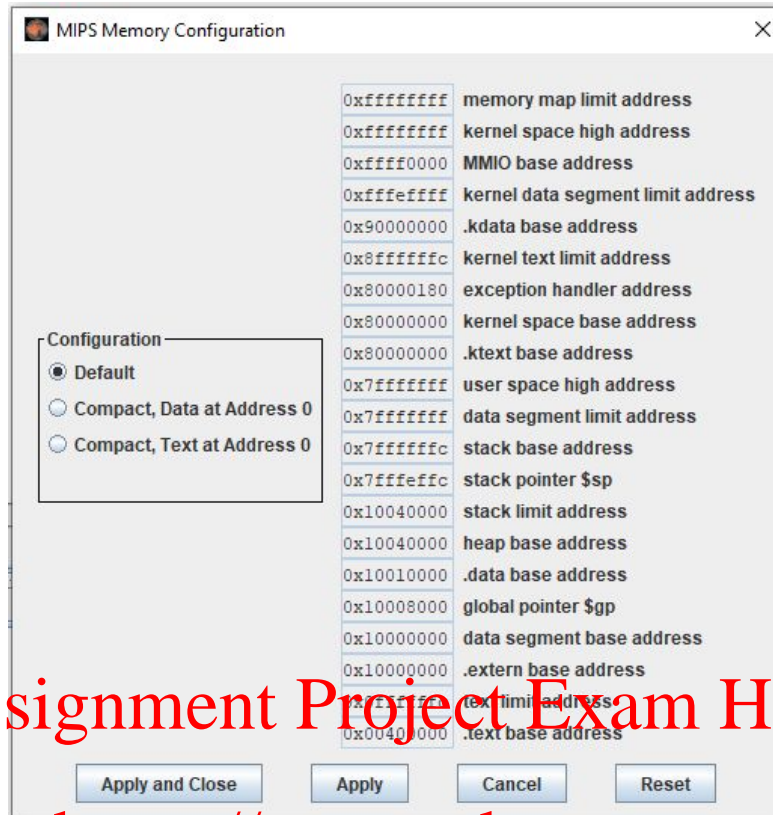 MIPS Memory Configuration
0xffffffff memory map limit address
0xffffffff kernel space high address
0xffff0000 MMIO base address
0xfffeffff kernel data segment limit address
0x90000000 .kdata base address
0x8ffffffc kernel text limit address
0x80000180 exception handler address
0x80000000 kernel space base address
0x80000000 .ktext base address
0x7fffffff user space high address
0x7fffffff data segment limit address
0x7ffffffc stack base address
0x7fffeffc stack pointer $sp
0x10040000 stack limit address
0x10040000 heap base address
0x10010000 .data base address
0x10008000 global pointer $gp
0x10000000 data segment base address
0x10000000 .extern base address
text limit address
0x00400000 .text base address
Configuration
Default
Compact, Data at Address 0
Compact, Text at Address 0
signment Project Exam H
Apply and Close Apply Cancel Reset